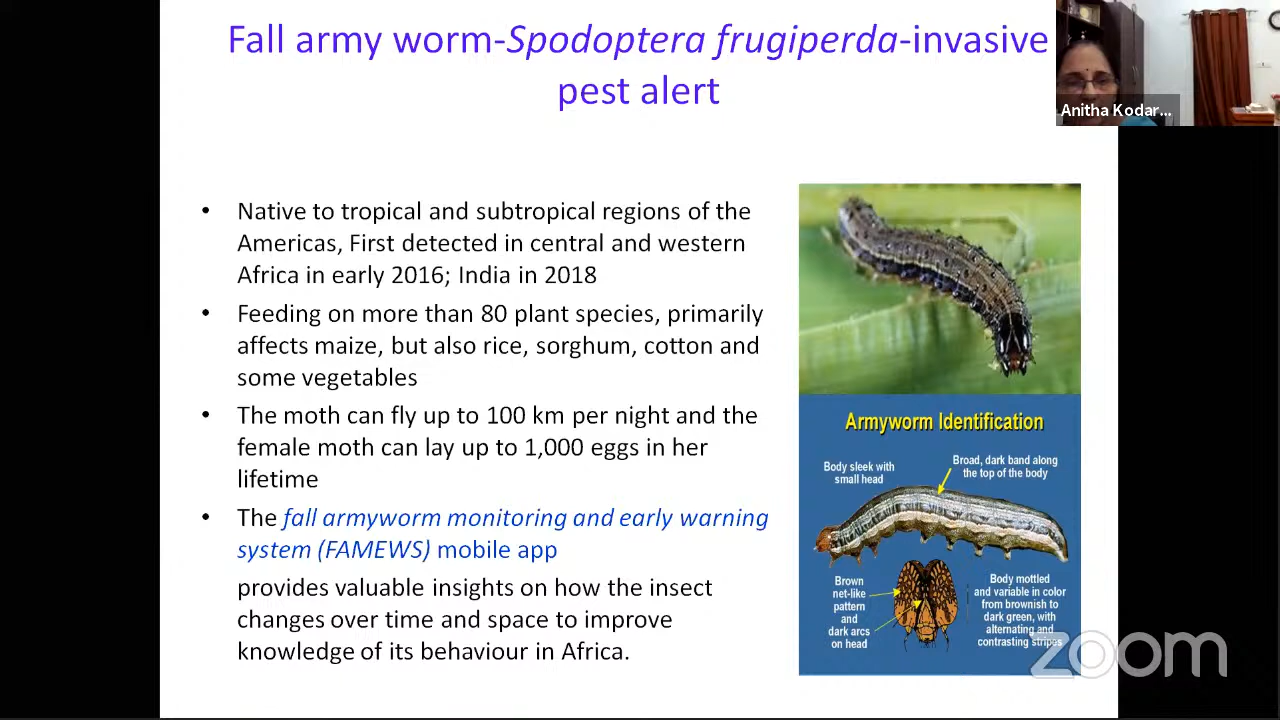 Fall army worm-Spodoptera frugiperda-invasive
pest alert
Anitha Kodar...
• Native to tropical and subtropical regions of the
Americas, First detected in central and western
Africa in early 2016; India in 2018
• Feeding on more than 80 plant species, primarily
affects maize, but also rice, sorghum, cotton and
some vegetables
• The moth can fly up to 100 km per night and the
female moth can lay up to 1,000 eggs in her
lifetime
• The fall armyworm monitoring and early warning
system (FAMEWS) mobile app
provides valuable insights on how the insect
changes over time and space to improve
knowledge of its behaviour in Africa.
Armyworm Identification
Body sleek with
small head
Broad, dark band along
the top of the body
Brown
net-like
pattern
and
dark arcs
on head
Body mottled
and variable in color
from brownish to
dark green, with
alternating and
contrasting stripes
zoom